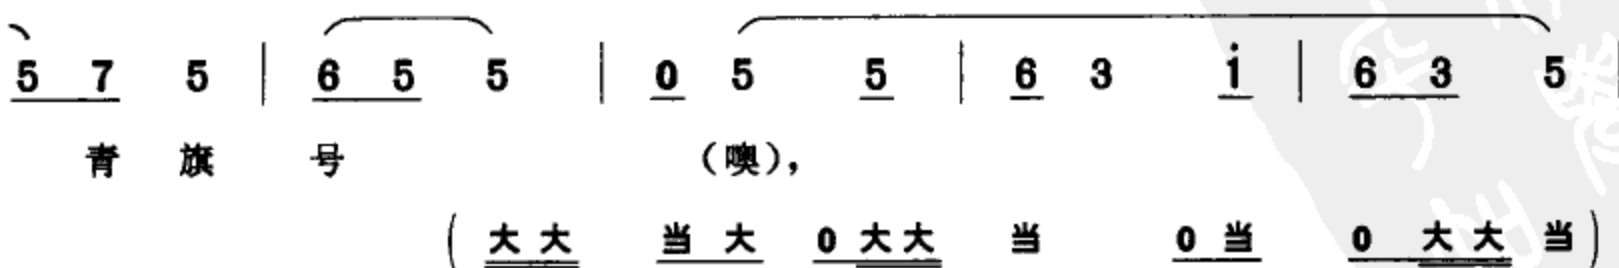 5 7 5 | 6 5 5 | 0 5 5 | 6 3 i | 6 3 5
青 旗 号 （噢），
( 大 大 当 大 0 大 大 当 0 当 0 大 大 当 )